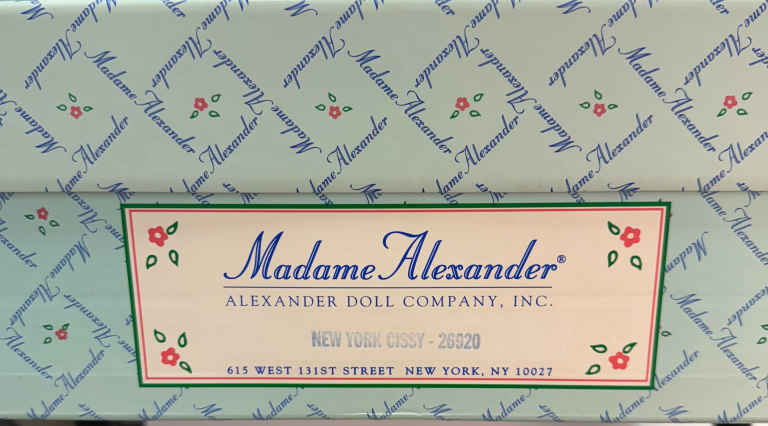 Madame Alexander®
ALEXANDER DOLL COMPANY, INC.
NEW YORK CISSY - 26920
615 WEST 131ST STREET NEW YORK, NY 10027